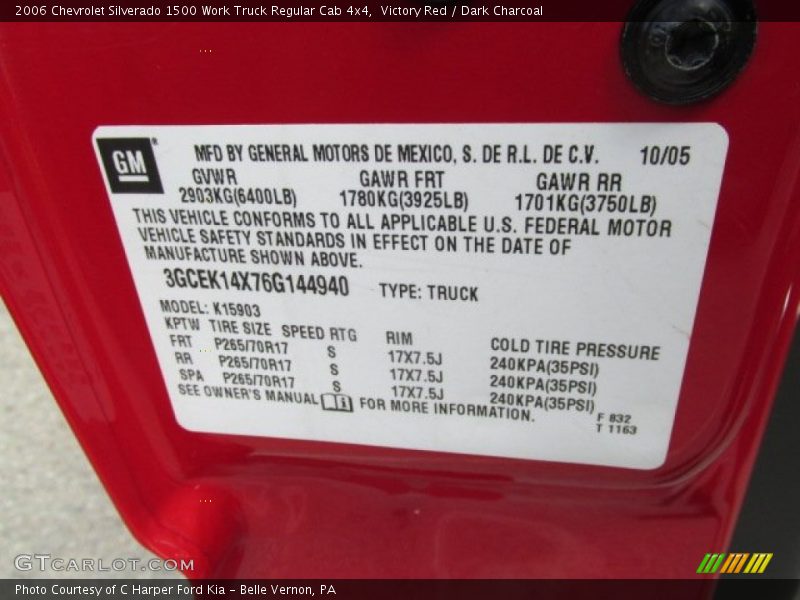 2006 Chevrolet Silverado 1500 Work Truck Regular Cab 4x4, Victory Red / Dark Charcoal
GM
MFD BY GENERAL MOTORS DE MEXICO, S. DE R.L. DE C.V. 10/05
GVWR GAWR FRT GAWR RR
2903KG(6400LB) 1780KG(3925LB) 1701KG(3750LB)
THIS VEHICLE CONFORMS TO ALL APPLICABLE U.S. FEDERAL MOTOR
VEHICLE SAFETY STANDARDS IN EFFECT ON THE DATE OF
MANUFACTURE SHOWN ABOVE.
3GCEK14X76G144940 TYPE: TRUCK
MODEL: K15903
KPTW TIRE SIZE SPEED RTG RIM COLD TIRE PRESSURE
FRT P265/70R17 S 17X7.5J 240KPA(35PSI)
RR P265/70R17 S 17X7.5J 240KPA(35PSI)
SPA P265/70R17 S 17X7.5J 240KPA(35PSI)
SEE OWNER'S MANUAL FOR MORE INFORMATION.
F 832
T 1163
GTCarLot.com
Photo Courtesy of C Harper Ford Kia - Belle Vernon, PA